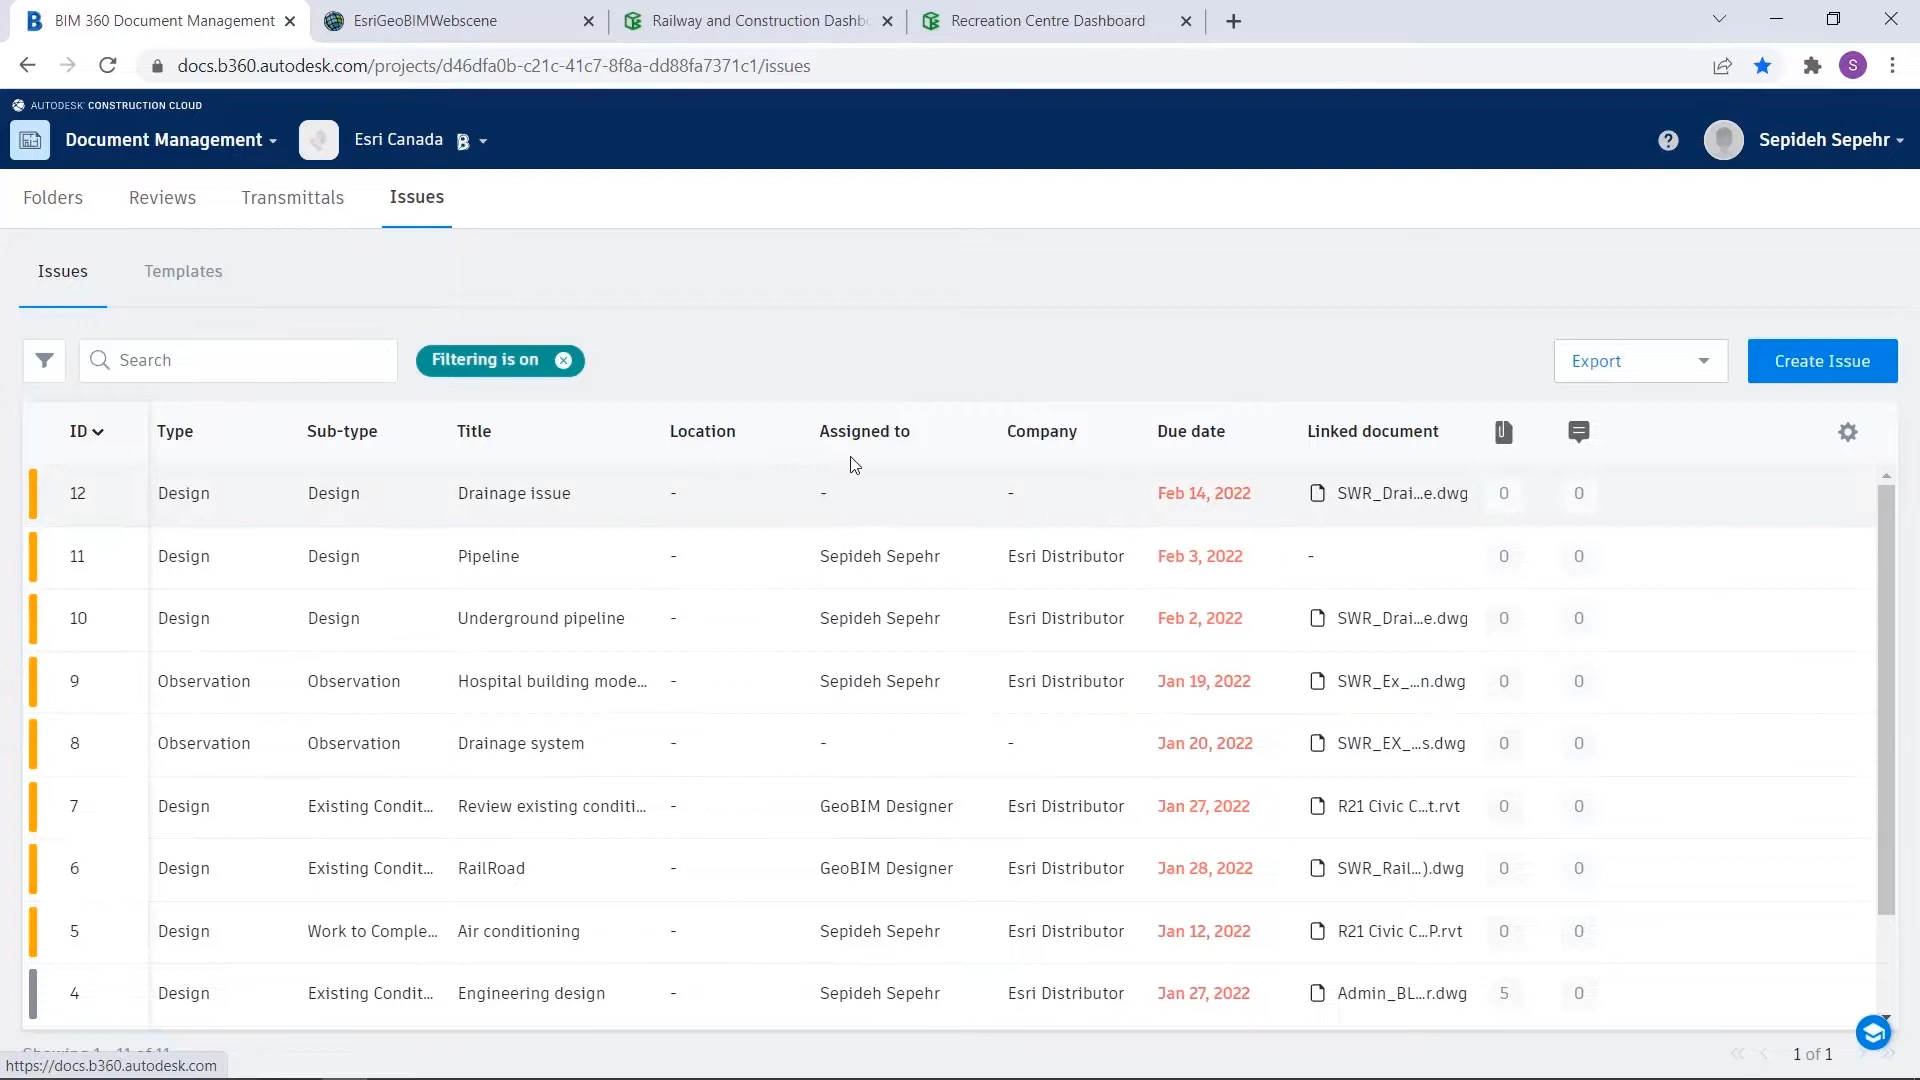 BIM 360 Document Management
EsriGeoBIMWebscene
Railway and Construction Dashb
Recreation Centre Dashboard
docs.b360.autodesk.com/projects/d46dfa0b-c21c-41c7-8f8a-dd88fa7371c1/issues
S
AUTODESK CONSTRUCTION CLOUD
Document Management
Esri Canada
Sepideh Sepehr
Folders Reviews Transmittals Issues
Issues Templates
Search
Filtering is on
Export
Create Issue
ID Type Sub-type Title Location Assigned to Company Due date Linked document
12 Design Design Drainage issue - - - Feb 14, 2022 SWR_Drai...e.dwg 0 0
11 Design Design Pipeline - Sepideh Sepehr Esri Distributor Feb 3, 2022 - 0 0
10 Design Design Underground pipeline - Sepideh Sepehr Esri Distributor Feb 2, 2022 SWR_Drai...e.dwg 0 0
9 Observation Observation Hospital building mode... - Sepideh Sepehr Esri Distributor Jan 19, 2022 SWR_Ex_...n.dwg 0 0
8 Observation Observation Drainage system - - - Jan 20, 2022 SWR_EX_...s.dwg 0 0
7 Design Existing Condit... Review existing conditi... - GeoBIM Designer Esri Distributor Jan 27, 2022 R21 Civic C...t.rvt 0 0
6 Design Existing Condit... RailRoad - GeoBIM Designer Esri Distributor Jan 28, 2022 SWR_Rail...).dwg 0 0
5 Design Work to Comple... Air conditioning - Sepideh Sepehr Esri Distributor Jan 12, 2022 R21 Civic C...P.rvt 0 0
4 Design Existing Condit... Engineering design - Sepideh Sepehr Esri Distributor Jan 27, 2022 Admin_BL...r.dwg 5 0
1 of 1
https://docs.b360.autodesk.com